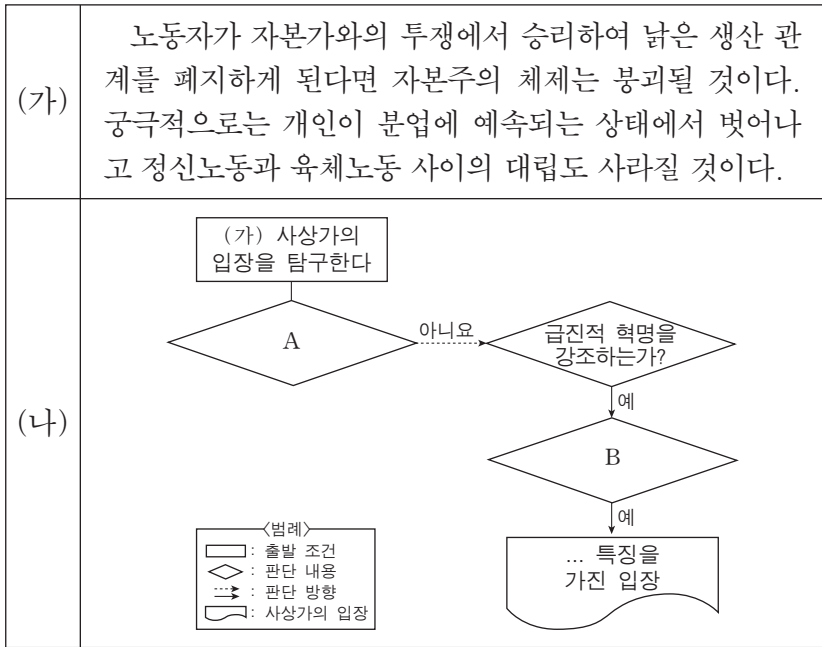 (가)
노동자가 자본가와의 투쟁에서 승리하여 낡은 생산 관
계를 폐지하게 된다면 자본주의 체제는 붕괴될 것이다.
궁극적으로는 개인이 분업에 예속되는 상태에서 벗어나
고 정신노동과 육체노동 사이의 대립도 사라질 것이다.
(나)
(가) 사상가의
입장을 탐구한다
A
아니요
급진적 혁명을
강조하는가?
예
B
예
... 특징을
가진 입장
<범례>
: 출발 조건
: 판단 내용
: 판단 방향
: 사상가의 입장